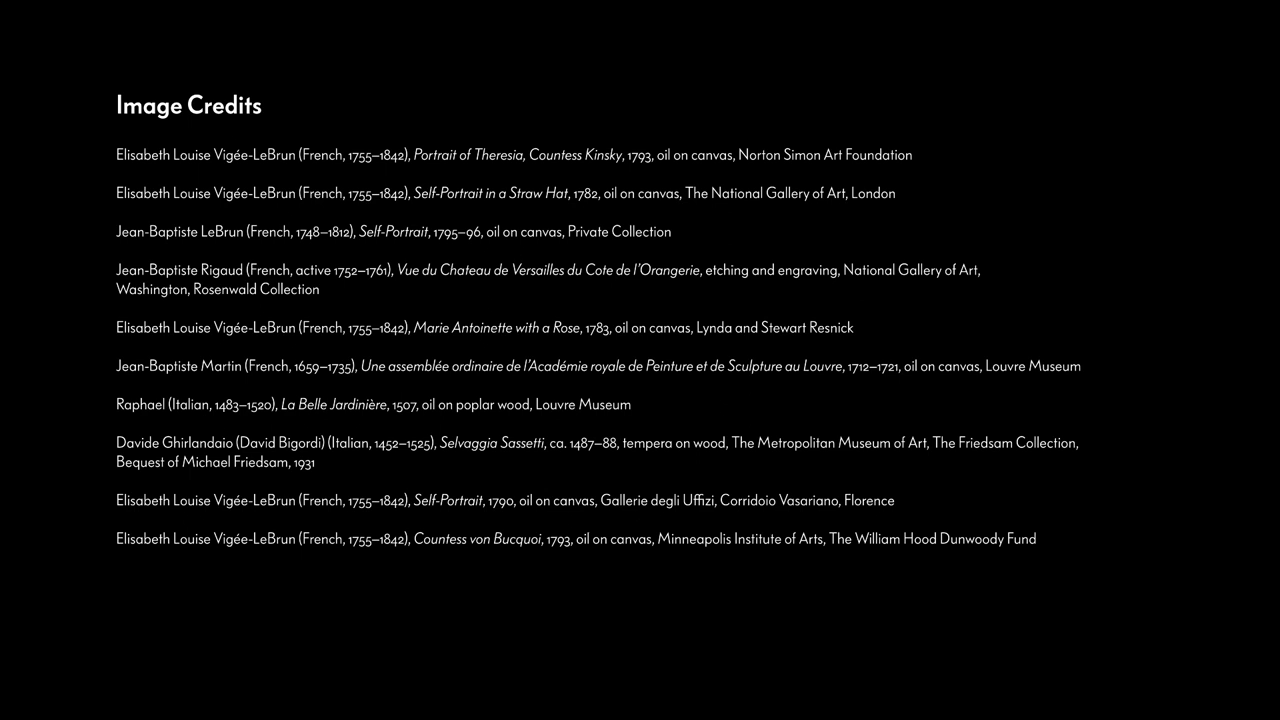 Image Credits
Elisabeth Louise Vigée-LeBrun (French, 1755–1842), Portrait of Theresia, Countess Kinsky, 1793, oil on canvas, Norton Simon Art Foundation
Elisabeth Louise Vigée-LeBrun (French, 1755–1842), Self-Portrait in a Straw Hat, 1782, oil on canvas, The National Gallery of Art, London
Jean-Baptiste LeBrun (French, 1748–1812), Self-Portrait, 1795–96, oil on canvas, Private Collection
Jean-Baptiste Rigaud (French, active 1752–1761), Vue du Chateau de Versailles du Cote de l'Orangerie, etching and engraving, National Gallery of Art,
Washington, Rosenwald Collection
Elisabeth Louise Vigée-LeBrun (French, 1755–1842), Marie Antoinette with a Rose, 1783, oil on canvas, Lynda and Stewart Resnick
Jean-Baptiste Martin (French, 1659–1735), Une assemblée ordinaire de l'Académie royale de Peinture et de Sculpture au Louvre, 1712–1721, oil on canvas, Louvre Museum
Raphael (Italian, 1483–1520), La Belle Jardinière, 1507, oil on poplar wood, Louvre Museum
Davide Ghirlandaio (David Bigordi) (Italian, 1452–1525), Selvaggia Sassetti, ca. 1487–88, tempera on wood, The Metropolitan Museum of Art, The Friedsam Collection,
Bequest of Michael Friedsam, 1931
Elisabeth Louise Vigée-LeBrun (French, 1755–1842), Self-Portrait, 1790, oil on canvas, Gallerie degli Uffizi, Corridoio Vasariano, Florence
Elisabeth Louise Vigée-LeBrun (French, 1755–1842), Countess von Bucquoi, 1793, oil on canvas, Minneapolis Institute of Arts, The William Hood Dunwoody Fund